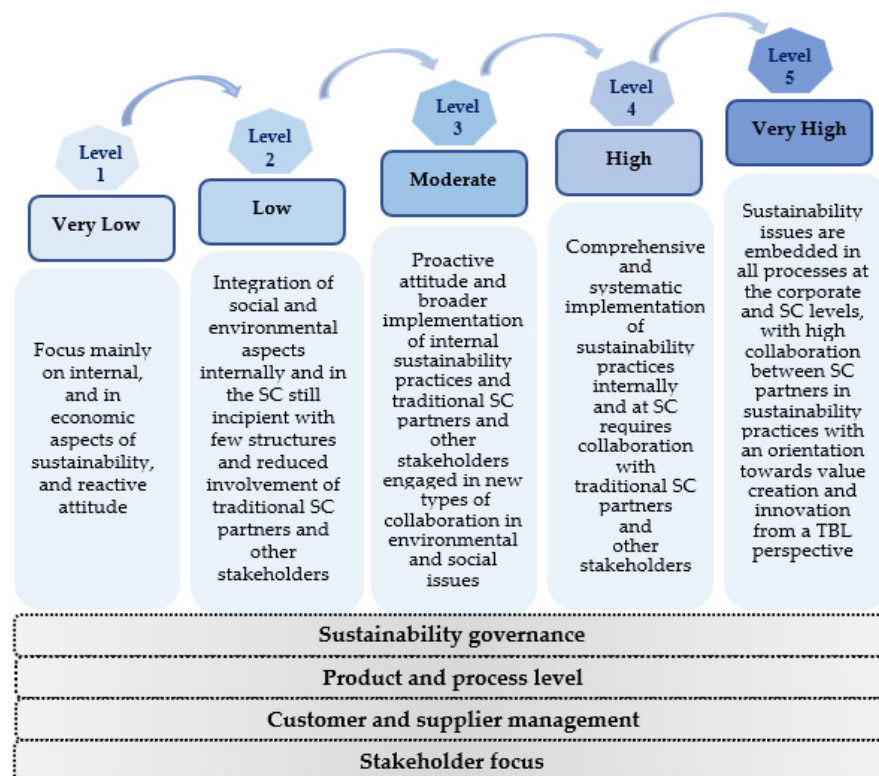 Level
1
Very Low
Focus mainly
on internal,
and in
economic
aspects of
sustainability,
and reactive
attitude
Level
2
Low
Integration of
social and
environmental
aspects
internally and in
the SC still
incipient with
few structures
and reduced
involvement of
traditional SC
partners and
other
stakeholders
Level
3
Moderate
Proactive
attitude and
broader
implementation
of internal
sustainability
practices and
traditional SC
partners and
other
stakeholders
engaged in new
types of
collaboration in
environmental
and social
issues
Level
4
High
Comprehensive
and
systematic
implementation
of
sustainability
practices
internally
and at SC
requires
collaboration
with
traditional SC
partners
and
other
stakeholders
Level
5
Very High
Sustainability
issues are
embedded in
all processes at
the corporate
and SC levels,
with high
collaboration
between SC
partners in
sustainability
practices with
an orientation
towards value
creation and
innovation
from a TBL
perspective
Sustainability governance
Product and process level
Customer and supplier management
Stakeholder focus